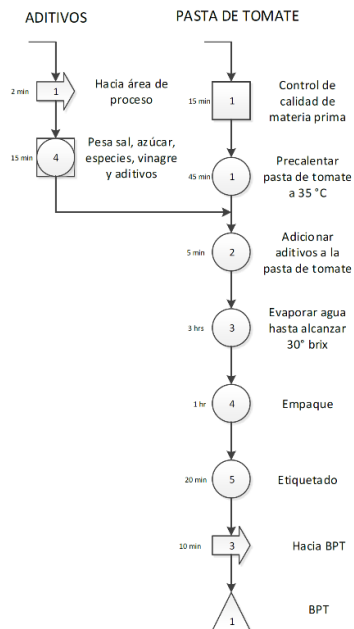 ADITIVOS
PASTA DE TOMATE
2 min
1
Hacia área de
proceso
15 min
4
Pesa sal, azúcar,
especies, vinagre
y aditivos
15 min
1
Control de
calidad de
materia prima
45 min
1
Precalentar
pasta de tomate
a 35 °C
5 min
2
Adicionar
aditivos a la
pasta de tomate
3 hrs
3
Evaporar agua
hasta alcanzar
30° brix
1 hr
4
Empaque
20 min
5
Etiquetado
10 min
3
Hacia BPT
1
BPT